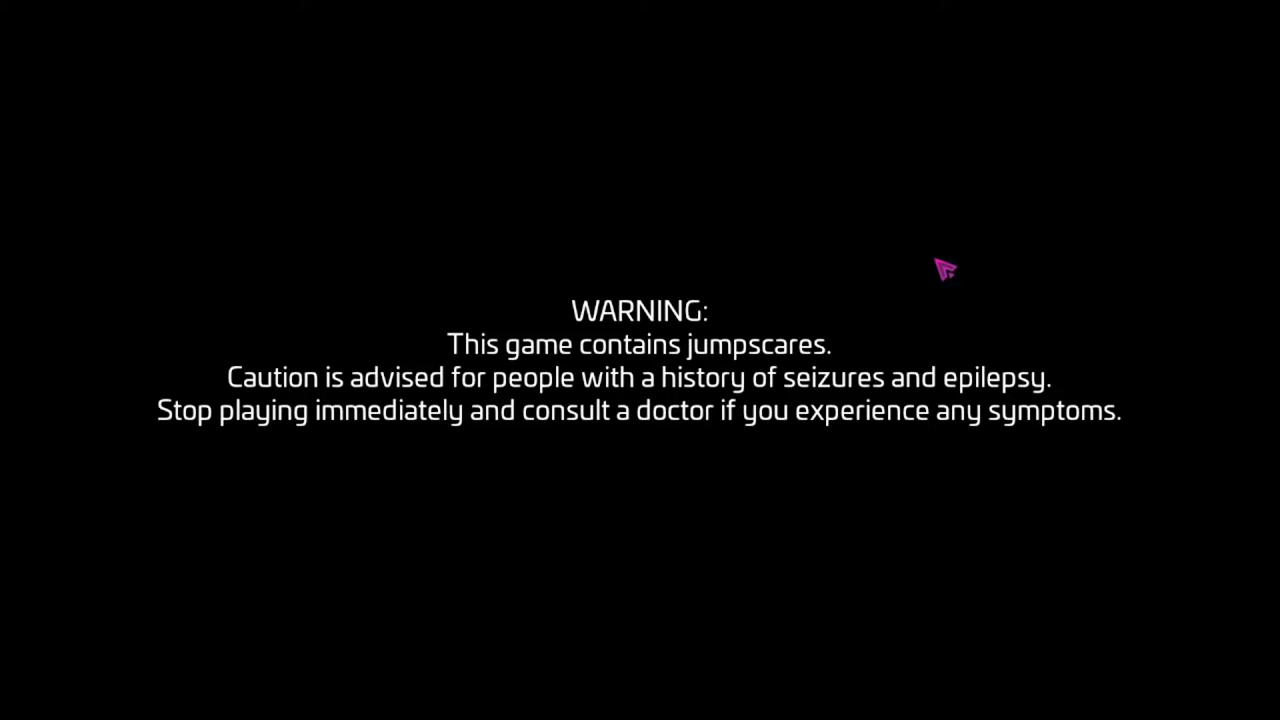 WARNING:
This game contains jumpscares.
Caution is advised for people with a history of seizures and epilepsy.
Stop playing immediately and consult a doctor if you experience any symptoms.